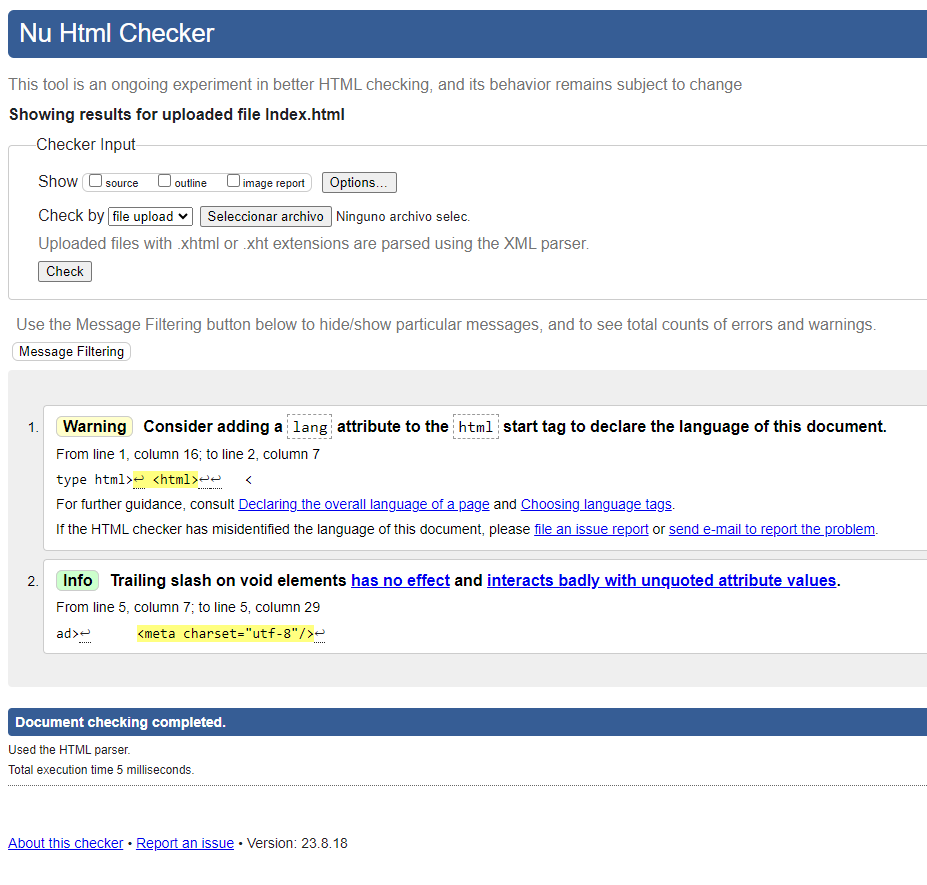 Nu Html Checker
This tool is an ongoing experiment in better HTML checking, and its behavior remains subject to change
Showing results for uploaded file Index.html
Checker Input
Show source outline image report Options...
Check by file upload Seleccionar archivo Ninguno archivo selec.
Uploaded files with .xhtml or .xht extensions are parsed using the XML parser.
Check
Use the Message Filtering button below to hide/show particular messages, and to see total counts of errors and warnings.
Message Filtering
1. Warning Consider adding a lang attribute to the html start tag to declare the language of this document.
From line 1, column 16; to line 2, column 7
type html>↩ <html>↩↩ <
For further guidance, consult Declaring the overall language of a page and Choosing language tags.
If the HTML checker has misidentified the language of this document, please file an issue report or send e-mail to report the problem.
2. Info Trailing slash on void elements has no effect and interacts badly with unquoted attribute values.
From line 5, column 7; to line 5, column 29
ad>↩ <meta charset="utf-8"/>↩
Document checking completed.
Used the HTML parser.
Total execution time 5 milliseconds.
About this checker • Report an issue • Version: 23.8.18